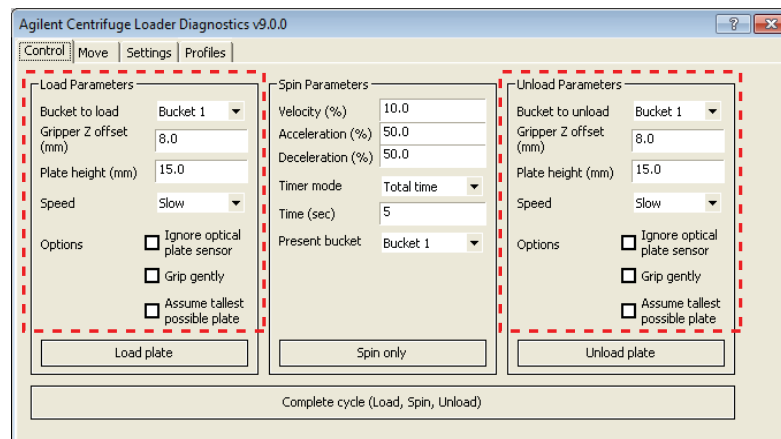 Agilent Centrifuge Loader Diagnostics v9.0.0
Control Move Settings Profiles
Load Parameters
Bucket to load Bucket 1
Gripper Z offset
(mm) 8.0
Plate height (mm) 15.0
Speed Slow
Options Ignore optical
plate sensor
Grip gently
Assume tallest
possible plate
Load plate
Spin Parameters
Velocity (%) 10.0
Acceleration (%) 50.0
Deceleration (%) 50.0
Timer mode Total time
Time (sec) 5
Present bucket Bucket 1
Spin only
Unload Parameters
Bucket to unload Bucket 1
Gripper Z offset
(mm) 8.0
Plate height (mm) 15.0
Speed Slow
Options Ignore optical
plate sensor
Grip gently
Assume tallest
possible plate
Unload plate
Complete cycle (Load, Spin, Unload)